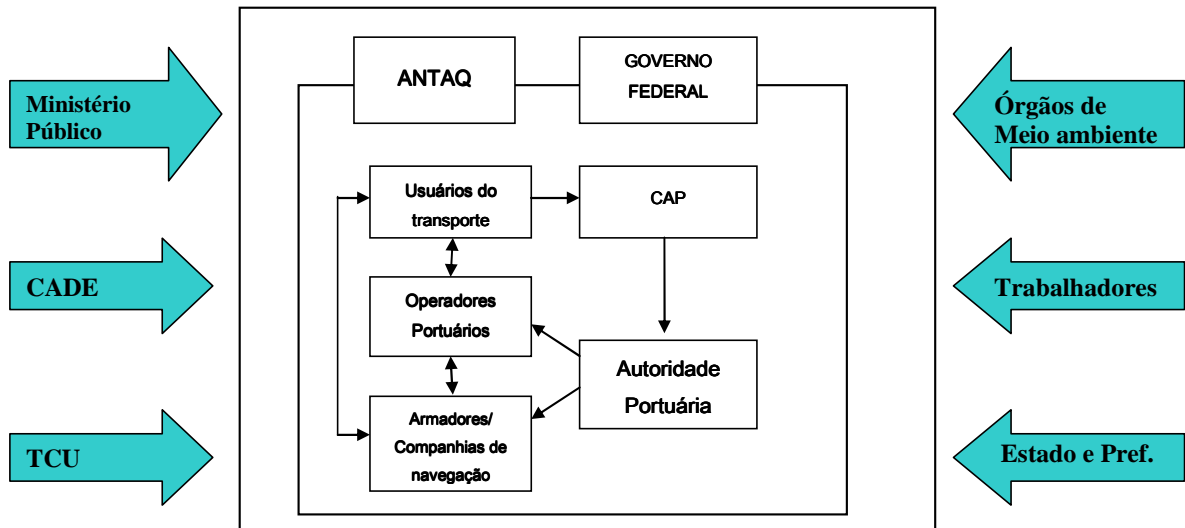 Ministério
Público
CADE
TCU
ANTAQ
GOVERNO
FEDERAL
Usuários do
transporte
CAP
Operadores
Portuários
Autoridade
Portuária
Armadores/
Companhias de
navegação
Órgãos de
Meio ambiente
Trabalhadores
Estado e Pref.